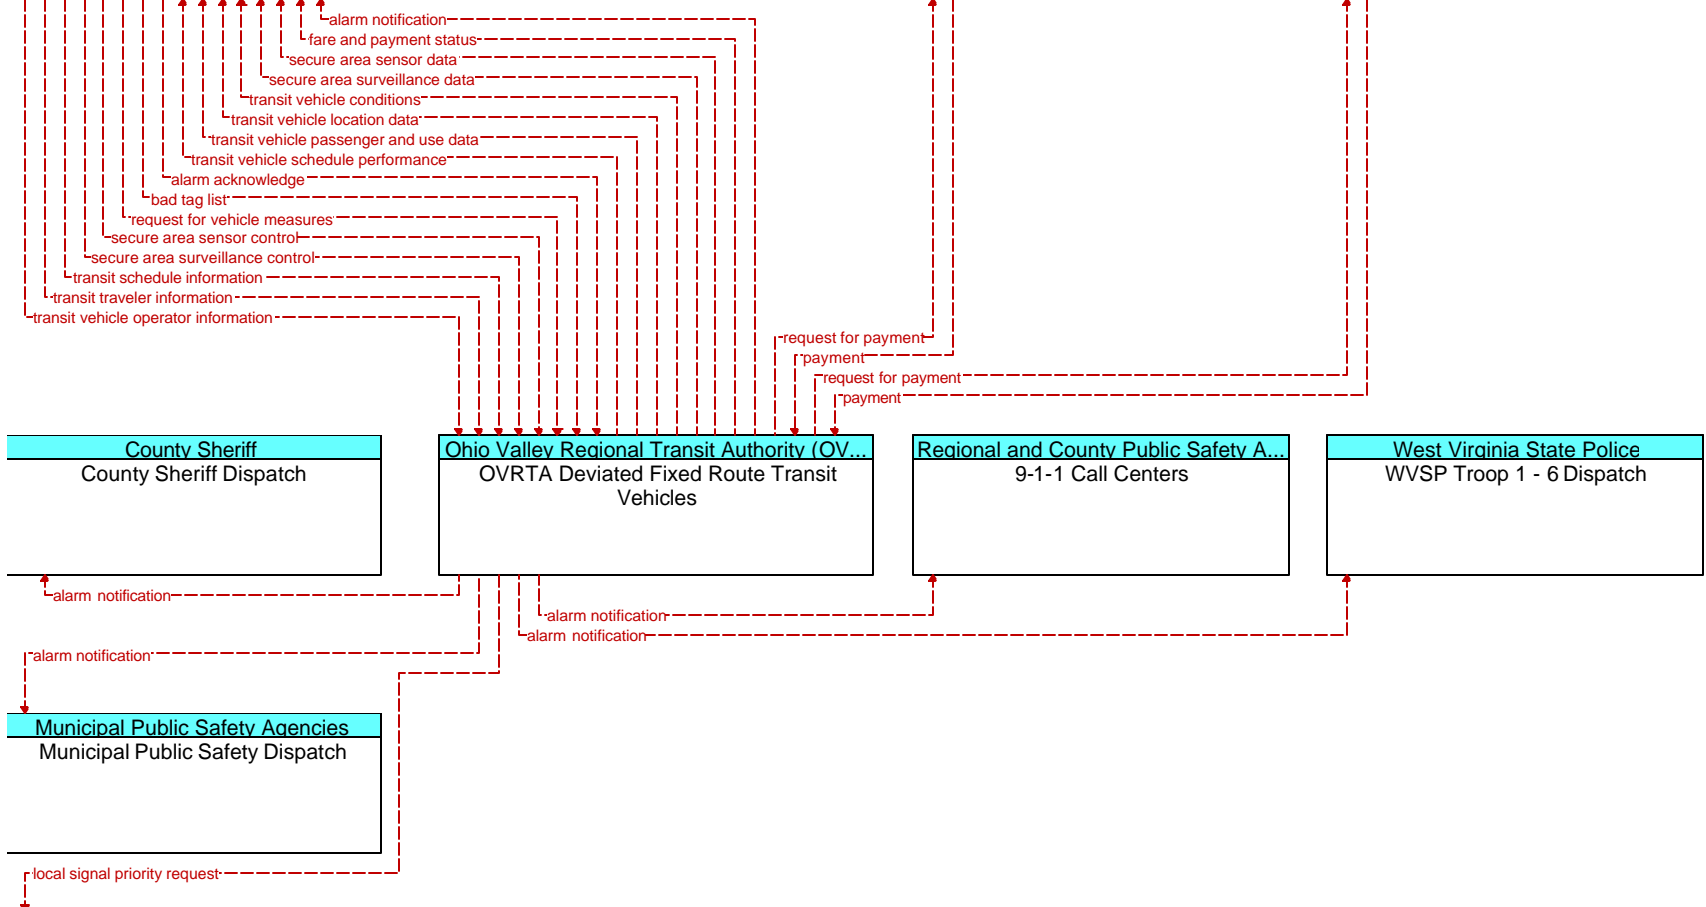 alarm notification
fare and payment status
secure area sensor data
secure area surveillance data
transit vehicle conditions
transit vehicle location data
transit vehicle passenger and use data
transit vehicle schedule performance
alarm acknowledge
bad tag list
request for vehicle measures
secure area sensor control
secure area surveillance control
transit schedule information
transit traveler information
transit vehicle operator information
request for payment
payment
request for payment
payment
County Sheriff
County Sheriff Dispatch
Ohio Valley Regional Transit Authority (OV...
OVRTA Deviated Fixed Route Transit
Vehicles
Regional and County Public Safety A...
9-1-1 Call Centers
West Virginia State Police
WVSP Troop 1 - 6 Dispatch
alarm notification
alarm notification
alarm notification
alarm notification
Municipal Public Safety Agencies
Municipal Public Safety Dispatch
local signal priority request